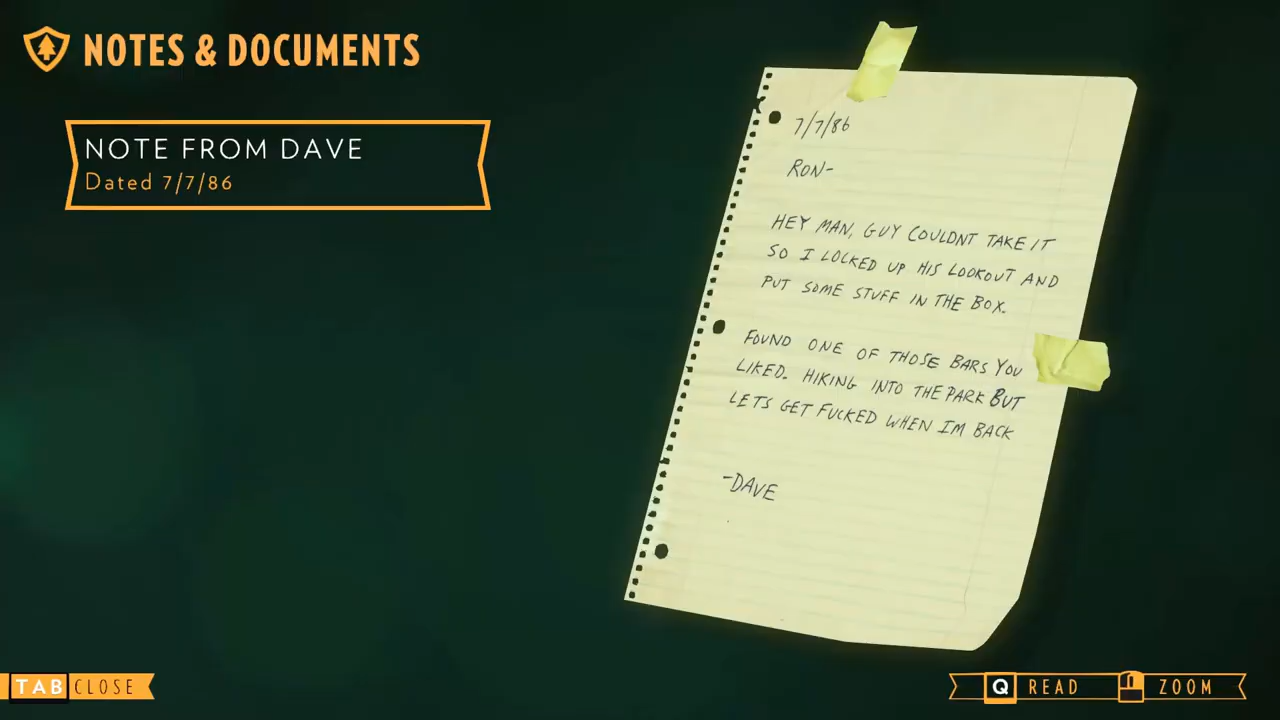 NOTES & DOCUMENTS
NOTE FROM DAVE
Dated 7/7/86
7/7/86
RON-
HEY MAN, GUY COULDNT TAKE IT
SO I LOCKED UP HIS LOOKOUT AND
PUT SOME STUFF IN THE BOX.
FOUND ONE OF THOSE BARS YOU
LIKED. HIKING INTO THE PARK BUT
LETS GET FUCKED WHEN IM BACK
-DAVE
TAB CLOSE
Q READ ZOOM